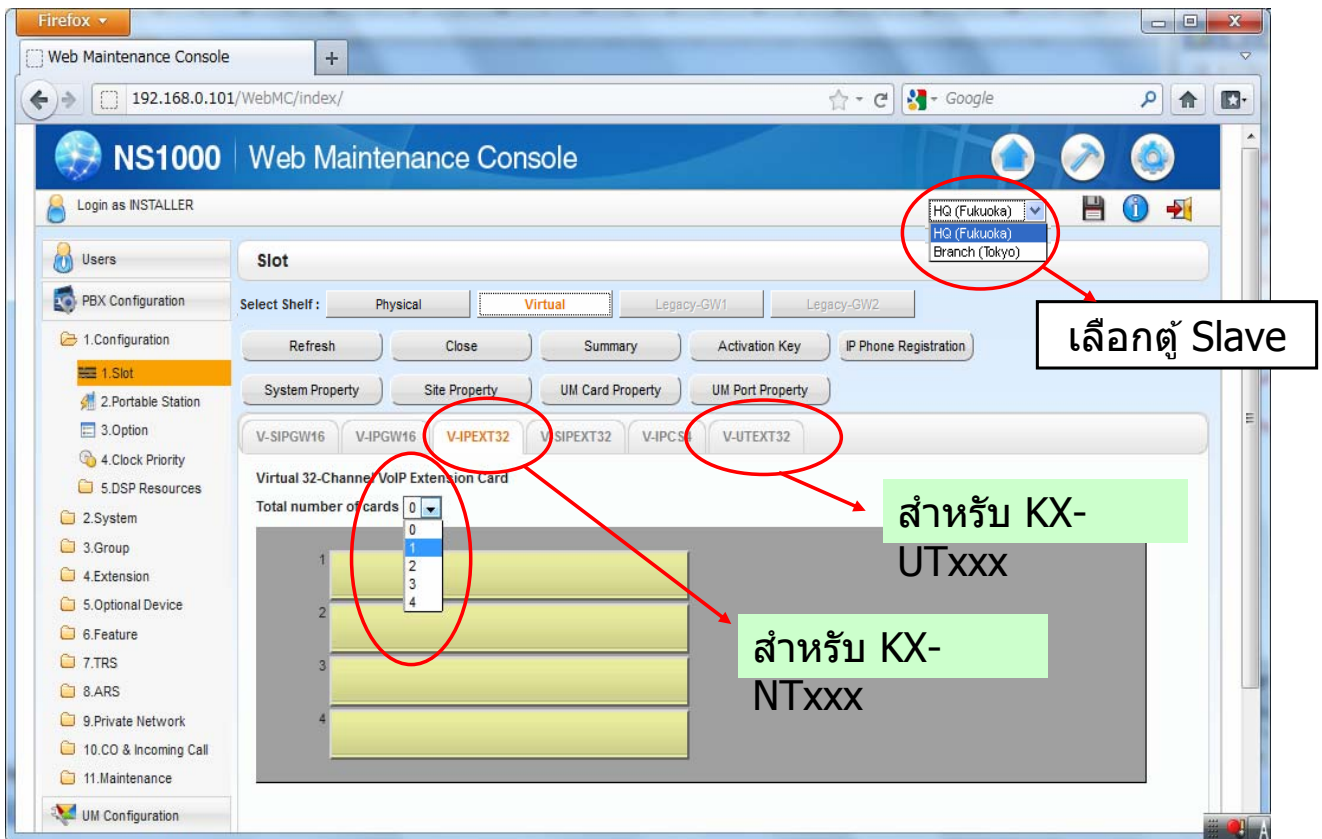 Firefox
Web Maintenance Console
192.168.0.101/WebMC/index/
Google
NS1000 Web Maintenance Console
Login as INSTALLER
HQ (Fukuoka)
HQ (Fukuoka)
Branch (Tokyo)
เลือกตู้ Slave
Users
PBX Configuration
1.Configuration
1.Slot
2.Portable Station
3.Option
4.Clock Priority
5.DSP Resources
2.System
3.Group
4.Extension
5.Optional Device
6.Feature
7.TRS
8.ARS
9.Private Network
10.CO & Incoming Call
11.Maintenance
UM Configuration
Slot
Select Shelf : Physical Virtual Legacy-GW1 Legacy-GW2
Refresh Close Summary Activation Key IP Phone Registration
System Property Site Property UM Card Property UM Port Property
V-SIPGW16 V-IPGW16 V-IPEXT32 V-SIPEXT32 V-IPCS4 V-UTEXT32
Virtual 32-Channel VoIP Extension Card
Total number of cards 0
0
1
2
3
4
1
2
3
4
สำหรับ KX-
UTxxx
สำหรับ KX-
NTxxx